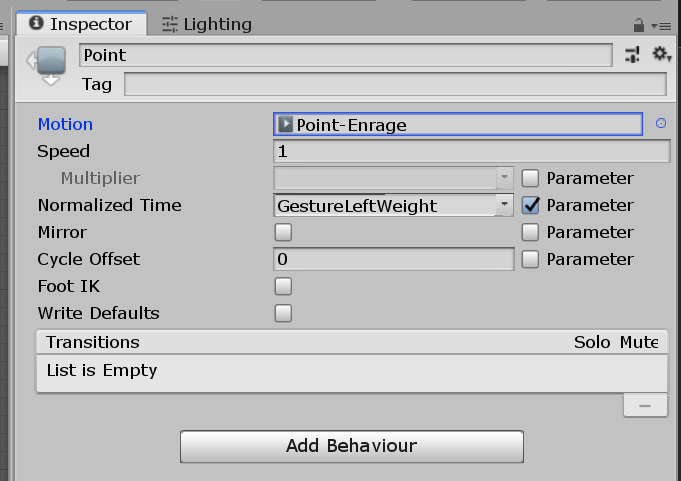 Inspector Lighting
Point
Tag
Motion Point-Enrage
Speed 1
Multiplier Parameter
Normalized Time GestureLeftWeight Parameter
Mirror Parameter
Cycle Offset 0 Parameter
Foot IK
Write Defaults
Transitions Solo Mute
List is Empty
Add Behaviour